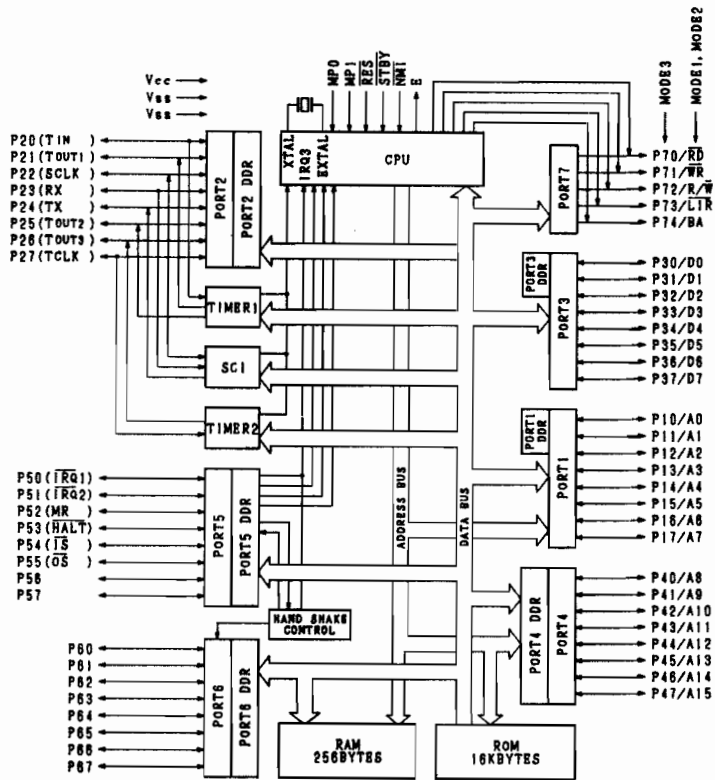 MODE3
MODE1, MODE2
Vcc
Vss
Vss
MP0
MP1
RES
STBY
NMI
E
XTAL
IRQ3
EXTAL
CPU
P20(TIN )
P21(TOUT1)
P22(SCLK )
P23(RX )
P24(TX )
P25(TOUT2)
P26(TOUT3)
P27(TCLK )
PORT2
PORT2 DDR
PORT7
P70/RD
P71/WR
P72/R/W
P73/LIR
P74/BA
TIMER1
SCI
TIMER2
PORT3 DDR
PORT3
P30/D0
P31/D1
P32/D2
P33/D3
P34/D4
P35/D5
P36/D6
P37/D7
PORT1 DDR
PORT1
P10/A0
P11/A1
P12/A2
P13/A3
P14/A4
P15/A5
P16/A6
P17/A7
P50(IRQ1)
P51(IRQ2)
P52(MR )
P53(HALT)
P54(IS )
P55(OS )
P56
P57
PORT5
PORT5 DDR
ADDRESS BUS
DATA BUS
HAND SHAKE
CONTROL
PORT4 DDR
PORT4
P40/A8
P41/A9
P42/A10
P43/A11
P44/A12
P45/A13
P46/A14
P47/A15
P60
P61
P62
P63
P64
P65
P66
P67
PORT6
PORT6 DDR
RAM
256BYTES
ROM
16KBYTES